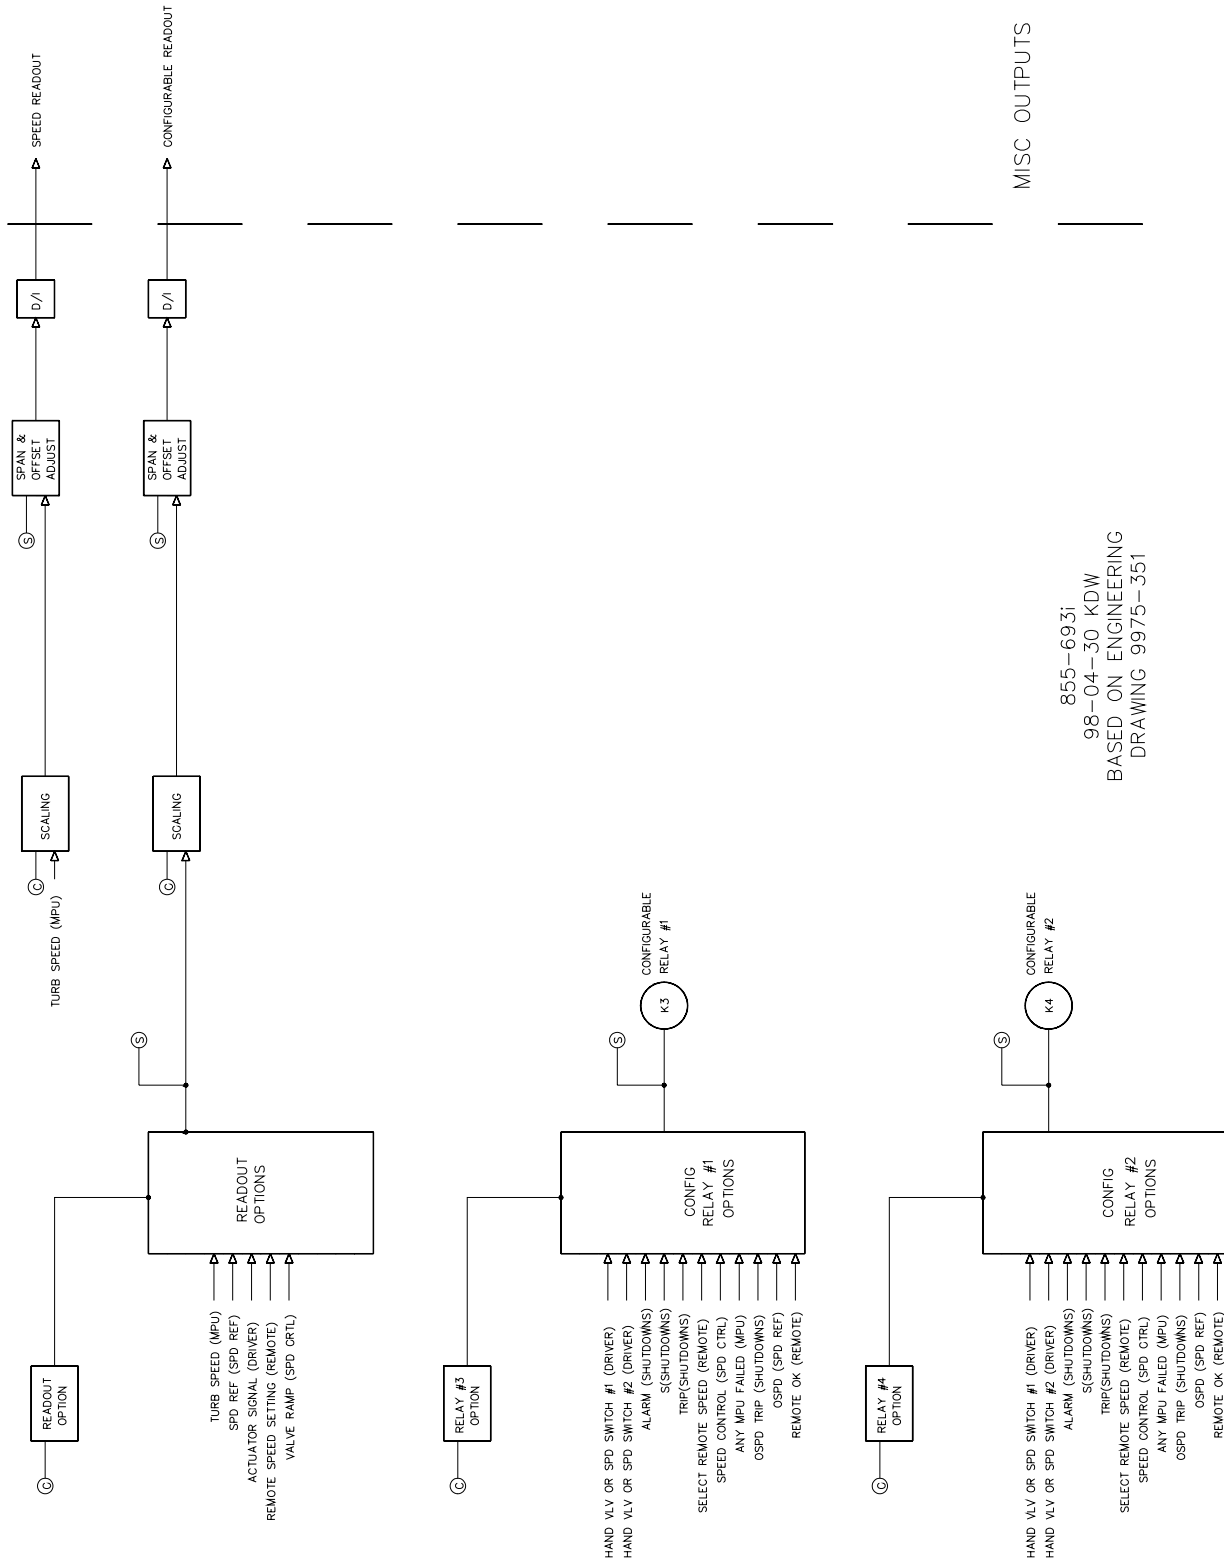 SPEED READOUT
D/I
SPAN &
OFFSET
ADJUST
S
SCALING
C
TURB SPEED (MPU)
CONFIGURABLE READOUT
D/I
SPAN &
OFFSET
ADJUST
S
SCALING
C
S
READOUT
OPTIONS
READOUT
OPTION
C
TURB SPEED (MPU)
SPD REF (SPD REF)
ACTUATOR SIGNAL (DRIVER)
REMOTE SPEED SETTING (REMOTE)
VALVE RAMP (SPD CRTL)
RELAY #3
OPTION
C
CONFIG
RELAY #1
OPTIONS
S
K3
CONFIGURABLE
RELAY #1
HAND VLV OR SPD SWITCH #1 (DRIVER)
HAND VLV OR SPD SWITCH #2 (DRIVER)
ALARM (SHUTDOWNS)
S(SHUTDOWNS)
TRIP(SHUTDOWNS)
SELECT REMOTE SPEED (REMOTE)
SPEED CONTROL (SPD CTRL)
ANY MPU FAILED (MPU)
OSPD TRIP (SHUTDOWNS)
OSPD (SPD REF)
REMOTE OK (REMOTE)
RELAY #4
OPTION
C
CONFIG
RELAY #2
OPTIONS
S
K4
CONFIGURABLE
RELAY #2
HAND VLV OR SPD SWITCH #1 (DRIVER)
HAND VLV OR SPD SWITCH #2 (DRIVER)
ALARM (SHUTDOWNS)
S(SHUTDOWNS)
TRIP(SHUTDOWNS)
SELECT REMOTE SPEED (REMOTE)
SPEED CONTROL (SPD CTRL)
ANY MPU FAILED (MPU)
OSPD TRIP (SHUTDOWNS)
OSPD (SPD REF)
REMOTE OK (REMOTE)
MISC OUTPUTS
855-693i
98-04-30 KDW
BASED ON ENGINEERING
DRAWING 9975-351